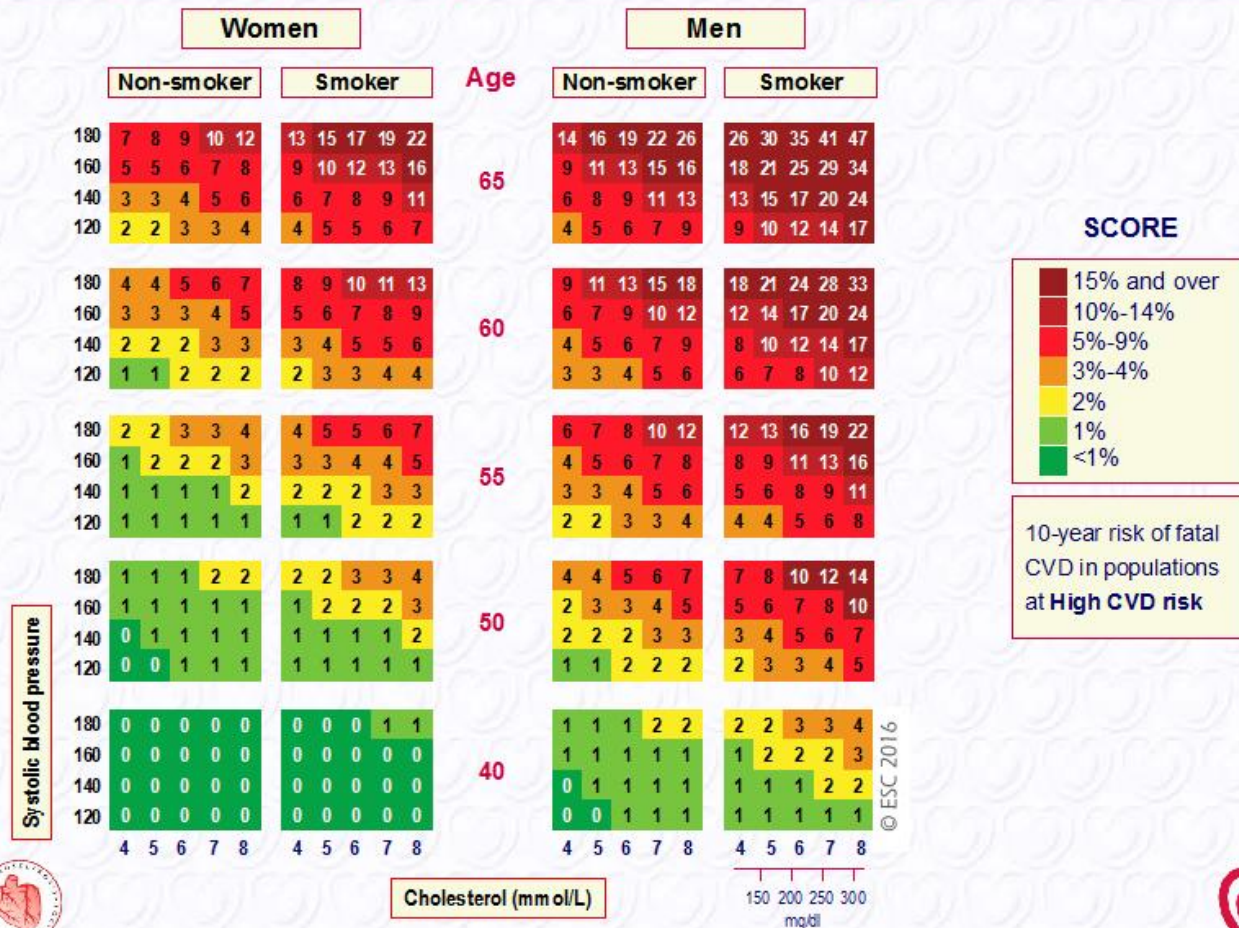 Women Men
Non-smoker Smoker Age Non-smoker Smoker
180 7 8 9 10 12 13 15 17 19 22 14 16 19 22 26 26 30 35 41 47
160 5 5 6 7 8 9 10 12 13 16 9 11 13 15 16 18 21 25 29 34
65
140 3 3 4 5 6 6 7 8 9 11 6 8 9 11 13 13 15 17 20 24
120 2 2 3 3 4 4 5 5 6 7 4 5 6 7 9 9 10 12 14 17
180 4 4 5 6 7 8 9 10 11 13 9 11 13 15 18 18 21 24 28 33
160 3 3 3 4 5 5 6 7 8 9 6 7 9 10 12 12 14 17 20 24
60
140 2 2 2 3 3 3 4 5 5 6 4 5 6 7 9 8 10 12 14 17
120 1 1 2 2 2 2 3 3 4 4 3 3 4 5 6 6 7 8 10 12
180 2 2 3 3 4 4 5 5 6 7 6 7 8 10 12 12 13 16 19 22
160 1 2 2 2 3 3 3 4 4 5 4 5 6 7 8 8 9 11 13 16
55
140 1 1 1 1 2 2 2 2 3 3 3 3 4 5 6 5 6 8 9 11
120 1 1 1 1 1 1 1 2 2 2 2 2 3 3 4 4 4 5 6 8
180 1 1 1 2 2 2 2 3 3 4 4 4 5 6 7 7 8 10 12 14
160 1 1 1 1 1 1 2 2 2 3 2 3 3 4 5 5 6 7 8 10
50
140 0 1 1 1 1 1 1 1 1 2 2 2 2 3 3 3 4 5 6 7
120 0 0 1 1 1 1 1 1 1 1 1 1 2 2 2 2 3 3 4 5
180 0 0 0 0 0 0 0 0 1 1 1 1 1 2 2 2 2 3 3 4
160 0 0 0 0 0 0 0 0 0 0 1 1 1 1 1 1 2 2 2 3
40
140 0 0 0 0 0 0 0 0 0 0 0 1 1 1 1 1 1 1 2 2
120 0 0 0 0 0 0 0 0 0 0 0 0 1 1 1 1 1 1 1 1
4 5 6 7 8 4 5 6 7 8 4 5 6 7 8 4 5 6 7 8
Systolic blood pressure
Cholesterol (mmol/L)
150 200 250 300
mg/dl
© ESC 2016
SCORE
15% and over
10%-14%
5%-9%
3%-4%
2%
1%
<1%
10-year risk of fatal
CVD in populations
at High CVD risk